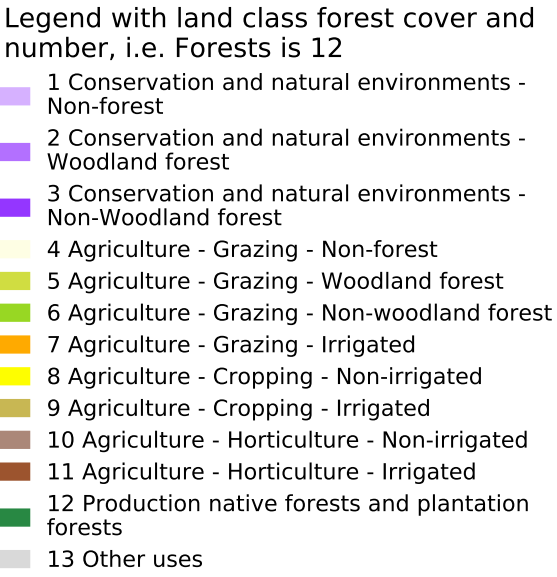 Legend with land class forest cover and
number, i.e. Forests is 12
1 Conservation and natural environments -
Non-forest
2 Conservation and natural environments -
Woodland forest
3 Conservation and natural environments -
Non-Woodland forest
4 Agriculture - Grazing - Non-forest
5 Agriculture - Grazing - Woodland forest
6 Agriculture - Grazing - Non-woodland forest
7 Agriculture - Grazing - Irrigated
8 Agriculture - Cropping - Non-irrigated
9 Agriculture - Cropping - Irrigated
10 Agriculture - Horticulture - Non-irrigated
11 Agriculture - Horticulture - Irrigated
12 Production native forests and plantation
forests
13 Other uses